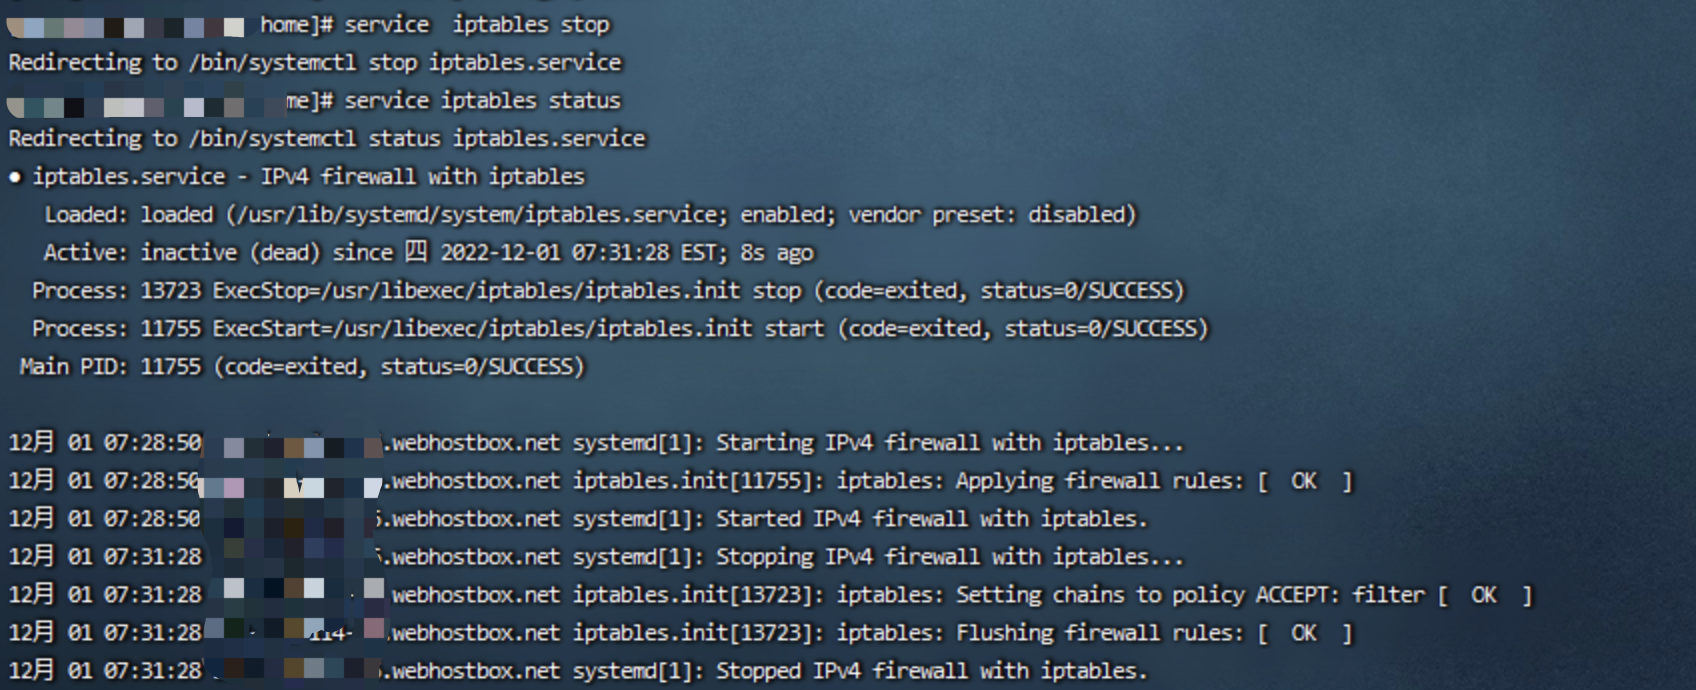 home]# service  iptables stop
Redirecting to /bin/systemctl stop iptables.service
me]# service iptables status
Redirecting to /bin/systemctl status iptables.service
● iptables.service - IPv4 firewall with iptables
   Loaded: loaded (/usr/lib/systemd/system/iptables.service; enabled; vendor preset: disabled)
   Active: inactive (dead) since 四 2022-12-01 07:31:28 EST; 8s ago
  Process: 13723 ExecStop=/usr/libexec/iptables/iptables.init stop (code=exited, status=0/SUCCESS)
  Process: 11755 ExecStart=/usr/libexec/iptables/iptables.init start (code=exited, status=0/SUCCESS)
 Main PID: 11755 (code=exited, status=0/SUCCESS)

12月 01 07:28:50 .webhostbox.net systemd[1]: Starting IPv4 firewall with iptables...
12月 01 07:28:50 .webhostbox.net iptables.init[11755]: iptables: Applying firewall rules: [  OK  ]
12月 01 07:28:50 .webhostbox.net systemd[1]: Started IPv4 firewall with iptables.
12月 01 07:31:28 .webhostbox.net systemd[1]: Stopping IPv4 firewall with iptables...
12月 01 07:31:28 webhostbox.net iptables.init[13723]: iptables: Setting chains to policy ACCEPT: filter [  OK  ]
12月 01 07:31:28 114- .webhostbox.net iptables.init[13723]: iptables: Flushing firewall rules: [  OK  ]
12月 01 07:31:28 .webhostbox.net systemd[1]: Stopped IPv4 firewall with iptables.